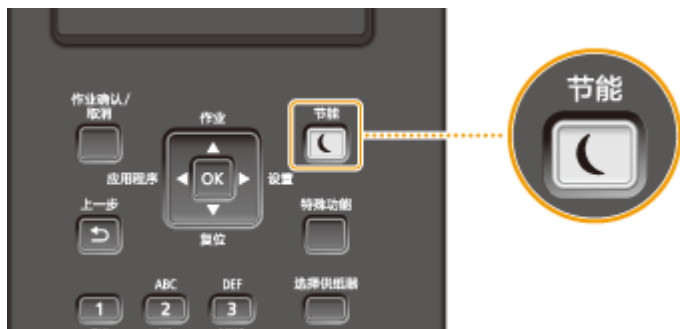 作业确认/
取消
作业
节能
节能
应用程序
OK
设置
上一步
特殊功能
复位
ABC
DEF
选择供纸器
1
2
3